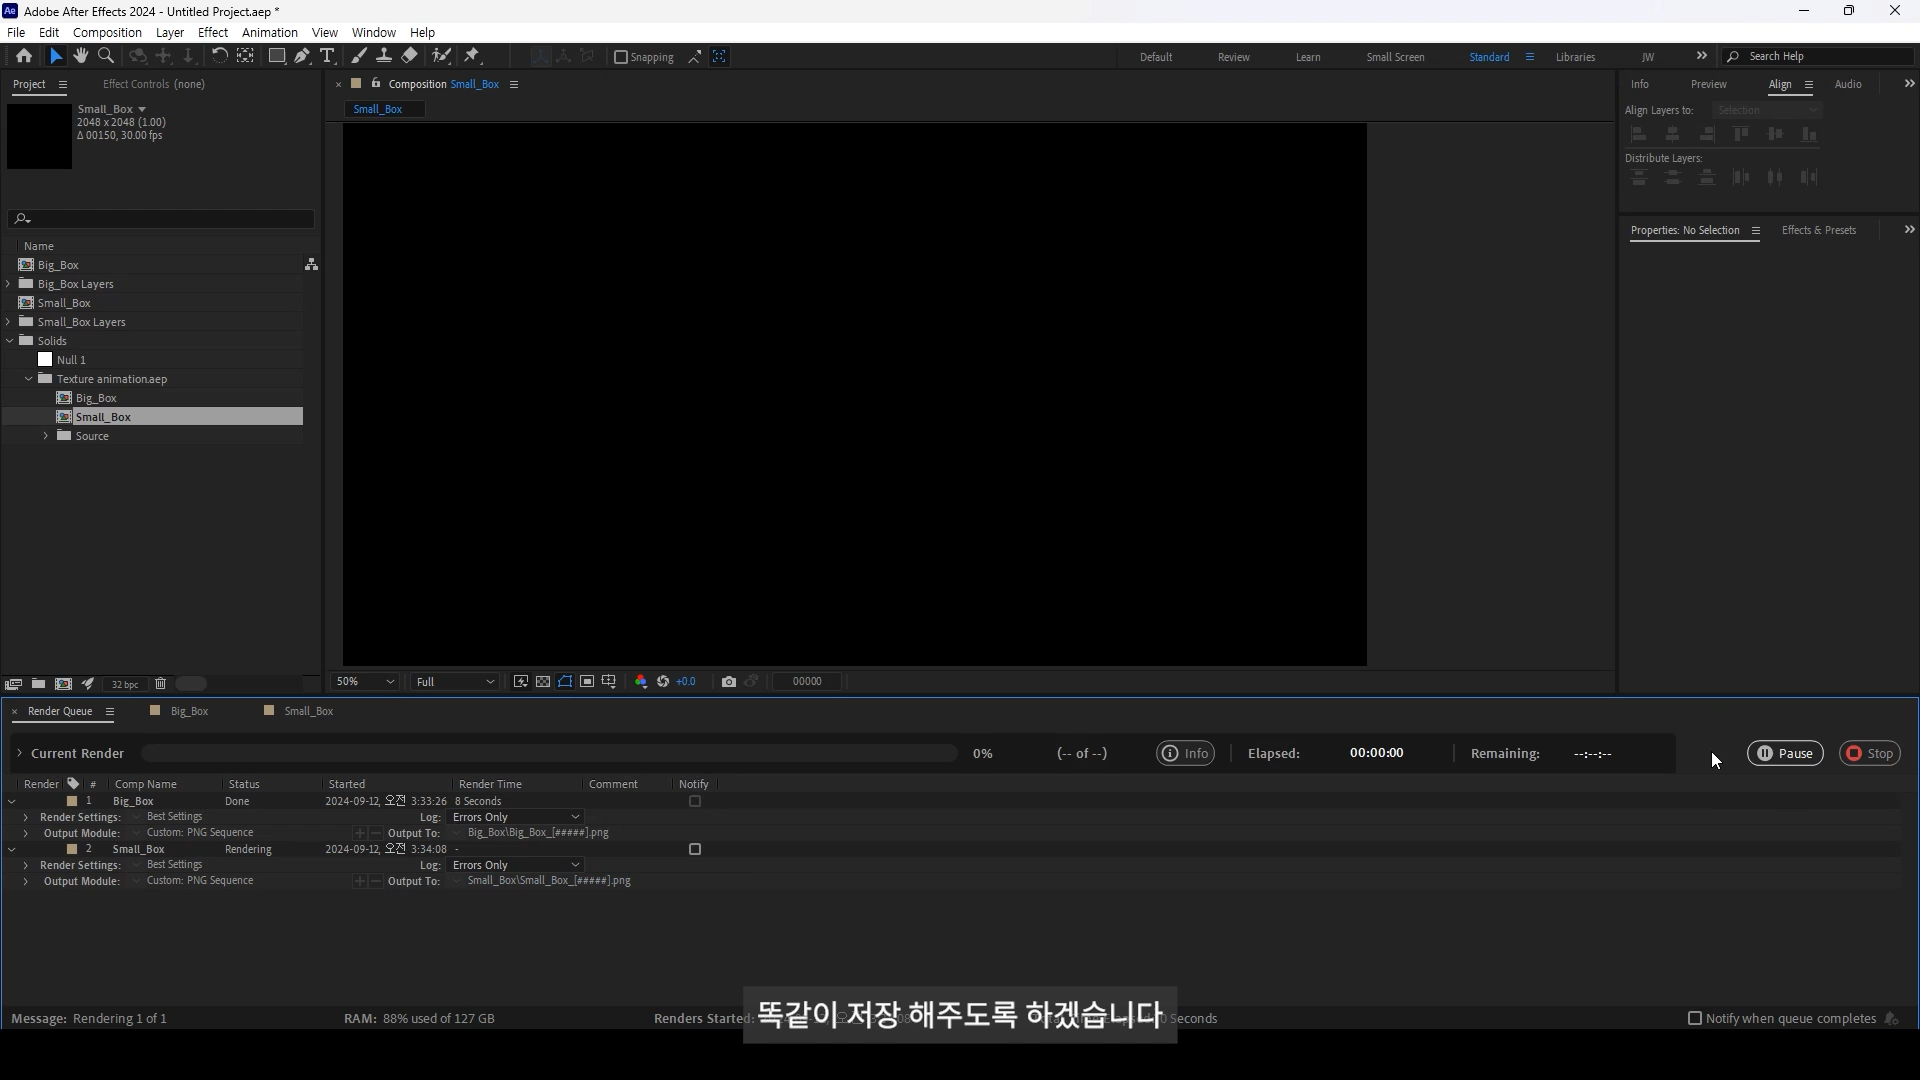 Adobe After Effects 2024 - Untitled Project.aep *
File Edit Composition Layer Effect Animation View Window Help
Snapping
Default Review Learn Small Screen Standard Libraries JW
Search Help
Project
Effect Controls (none)
Small_Box
2048 x 2048 (1.00)
Δ 00150, 30.00 fps
Name
Big_Box
Big_Box Layers
Small_Box
Small_Box Layers
Solids
Null 1
Texture animation.aep
Big_Box
Small_Box
Source
32 bpc
Composition Small_Box
Small_Box
50% Full +0.0 00000
Info Preview Align Audio
Align Layers to: Selection
Distribute Layers:
Properties: No Selection Effects & Presets
Render Queue Big_Box Small_Box
Current Render 0% (-- of --) Info Elapsed: 00:00:00 Remaining: --:--:-- Pause Stop
Render # Comp Name Status Started Render Time Comment Notify
1 Big_Box Done 2024-09-12, 오전 3:33:26 8 Seconds
Render Settings: Best Settings Log: Errors Only
Output Module: Custom: PNG Sequence + − Output To: Big_Box\Big_Box_[#####].png
2 Small_Box Rendering 2024-09-12, 오전 3:34:08 -
Render Settings: Best Settings Log: Errors Only
Output Module: Custom: PNG Sequence + − Output To: Small_Box\Small_Box_[#####].png
똑같이 저장 해주도록 하겠습니다
Message: Rendering 1 of 1 RAM: 88% used of 127 GB Renders Started: Seconds Notify when queue completes